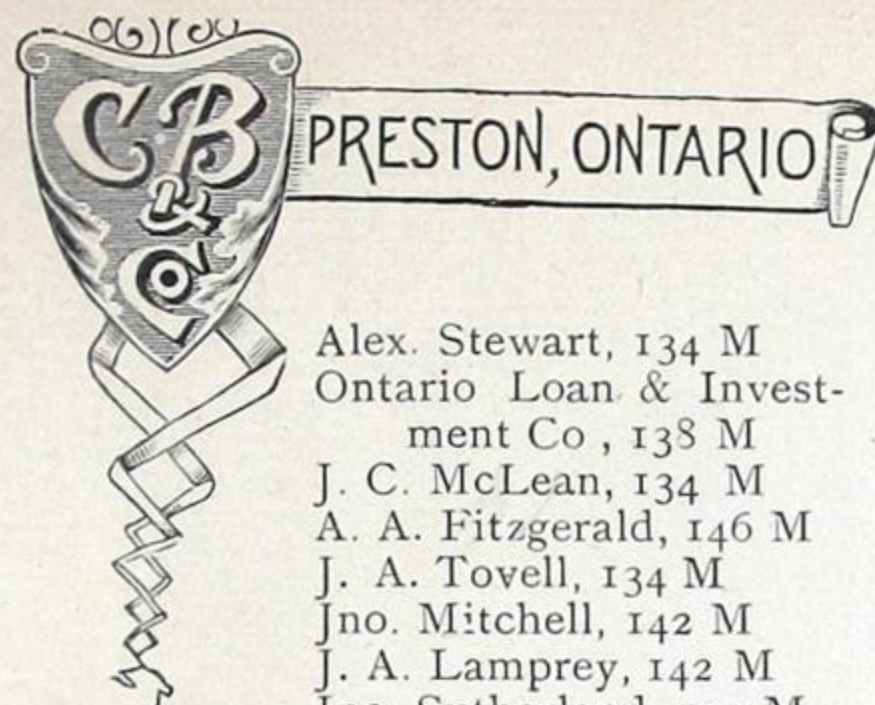 C. B & Co
PRESTON, ONTARIO
Alex. Stewart, 134 M
Ontario Loan & Invest-
ment Co , 138 M
J. C. McLean, 134 M
A. A. Fitzgerald, 146 M
J. A. Tovell, 134 M
Jno. Mitchell, 142 M
J. A. Lamprey, 142 M